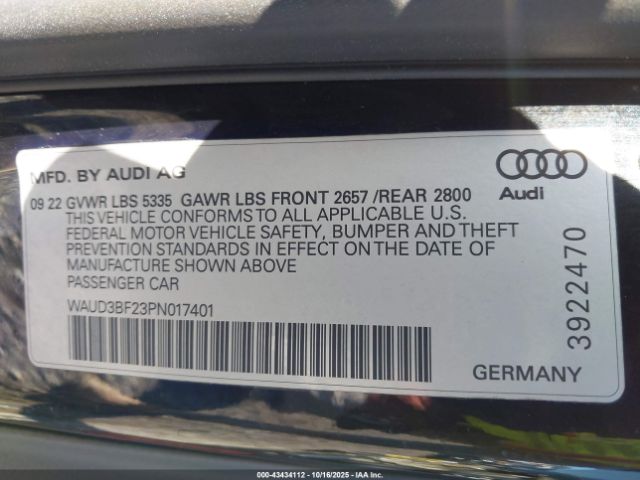 MFD. BY AUDI AG
09 22 GVWR LBS 5335 GAWR LBS FRONT 2657 /REAR 2800
THIS VEHICLE CONFORMS TO ALL APPLICABLE U.S.
FEDERAL MOTOR VEHICLE SAFETY, BUMPER AND THEFT
PREVENTION STANDARDS IN EFFECT ON THE DATE OF
MANUFACTURE SHOWN ABOVE
PASSENGER CAR
WAUD3BF23PN017401
Audi
3922470
GERMANY
000-43434112 - 10/16/2025 - IAA Inc.